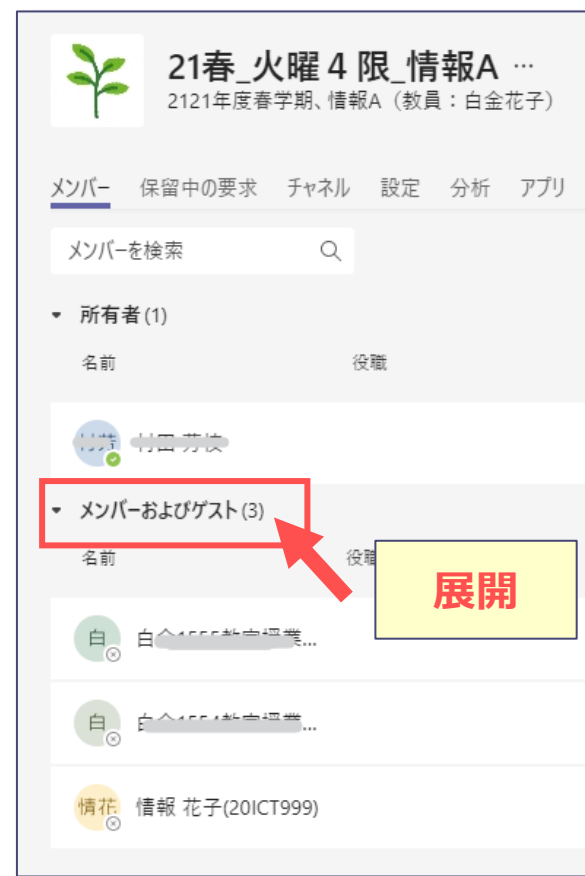 21春_火曜４限_情報A …
2121年度春学期、情報A（教員：白金花子）
メンバー 保留中の要求 チャネル 設定 分析 アプリ
メンバーを検索
所有者(1)
名前 役職
メンバーおよびゲスト(3)
名前
展開
白
白
情花 情報 花子(20ICT999)